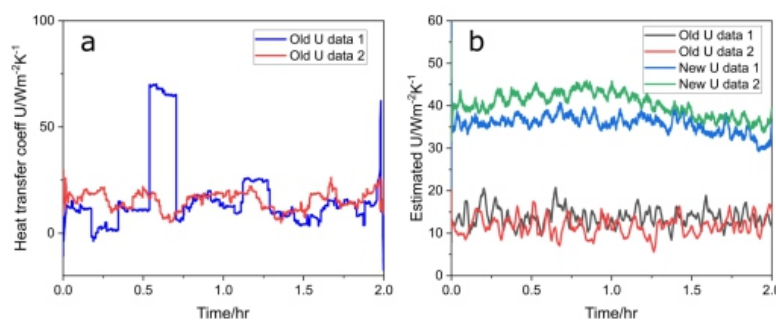 a
Old U data 1
Old U data 2
Heat transfer coeff U/Wm⁻²K⁻¹
100
50
0
0.0 0.5 1.0 1.5 2.0
Time/hr
b
Old U data 1
Old U data 2
New U data 1
New U data 2
Estimated U/Wm⁻²K⁻¹
60
50
40
30
20
10
0
0.0 0.5 1.0 1.5 2.0
Time/hr